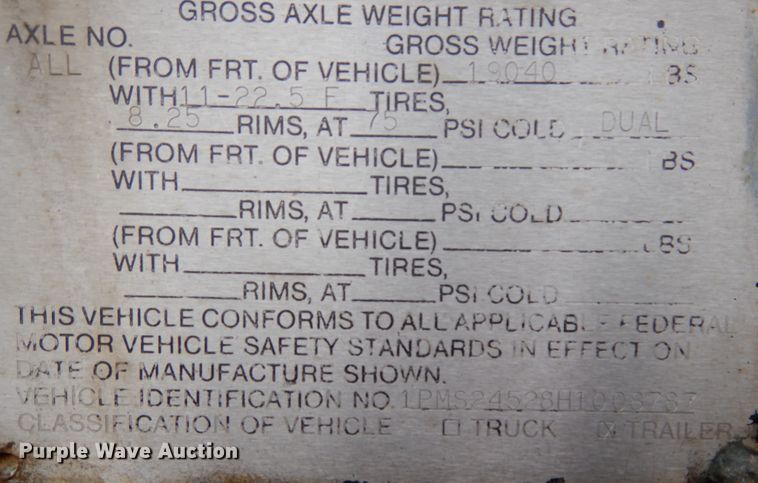 GROSS AXLE WEIGHT RATING
AXLE NO. GROSS WEIGHT RATING
ALL (FROM FRT. OF VEHICLE) 19040 LBS
WITH 11-22.5 F TIRES,
8.25 RIMS, AT 75 PSI COLD DUAL
(FROM FRT. OF VEHICLE) LBS
WITH TIRES,
RIMS, AT PSI COLD
(FROM FRT. OF VEHICLE) LBS
WITH TIRES,
RIMS, AT PSI COLD
THIS VEHICLE CONFORMS TO ALL APPLICABLE FEDERAL
MOTOR VEHICLE SAFETY STANDARDS IN EFFECT ON
DATE OF MANUFACTURE SHOWN.
VEHICLE IDENTIFICATION NO. 1PMS24528H1008787
CLASSIFICATION OF VEHICLE TRUCK TRAILER
Purple Wave Auction